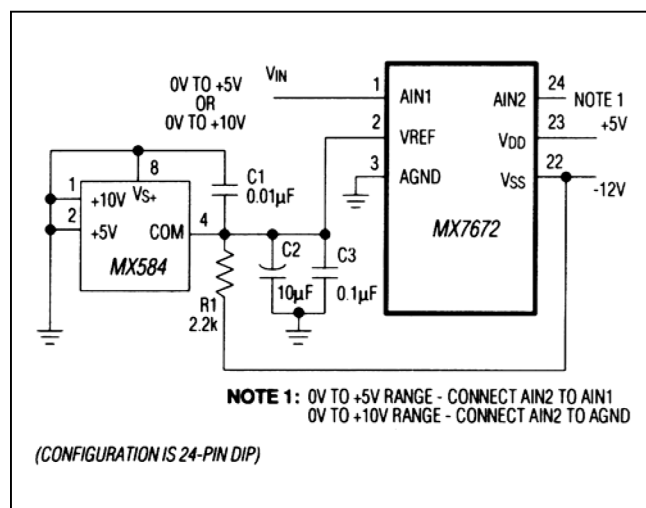 0V TO +5V
OR
0V TO +10V
VIN
1
AIN1
AIN2
24
NOTE 1
2
VREF
VDD
23
+5V
3
AGND
VSS
22
-12V
MX7672
8
VS+
1
+10V
2
+5V
COM
4
MX584
C1
0.01µF
R1
2.2k
C2
10µF
C3
0.1µF
NOTE 1: 0V TO +5V RANGE - CONNECT AIN2 TO AIN1
0V TO +10V RANGE - CONNECT AIN2 TO AGND
(CONFIGURATION IS 24-PIN DIP)